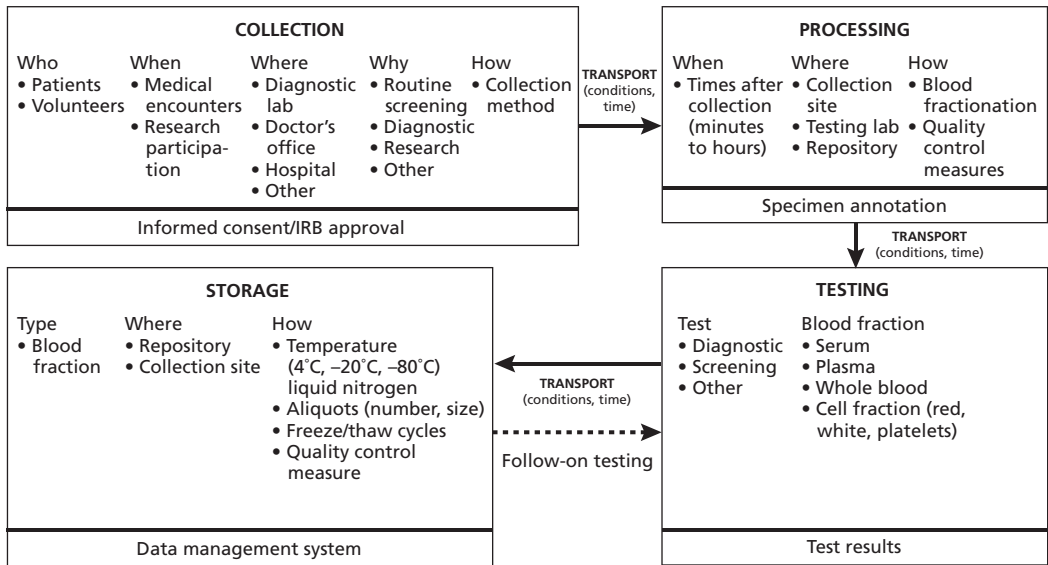 COLLECTION
Who
• Patients
• Volunteers
When
• Medical
encounters
• Research
participa-
tion
Where
• Diagnostic
lab
• Doctor's
office
• Hospital
• Other
Why
• Routine
screening
• Diagnostic
• Research
• Other
How
• Collection
method
Informed consent/IRB approval
TRANSPORT
(conditions,
time)
PROCESSING
When
• Times after
collection
(minutes
to hours)
Where
• Collection
site
• Testing lab
• Repository
How
• Blood
fractionation
• Quality
control
measures
Specimen annotation
TRANSPORT
(conditions, time)
TESTING
Test
• Diagnostic
• Screening
• Other
Blood fraction
• Serum
• Plasma
• Whole blood
• Cell fraction (red,
white, platelets)
Test results
TRANSPORT
(conditions, time)
Follow-on testing
STORAGE
Type
• Blood
fraction
Where
• Repository
• Collection site
How
• Temperature
(4˚C, –20˚C, –80˚C)
liquid nitrogen
• Aliquots (number, size)
• Freeze/thaw cycles
• Quality control
measure
Data management system